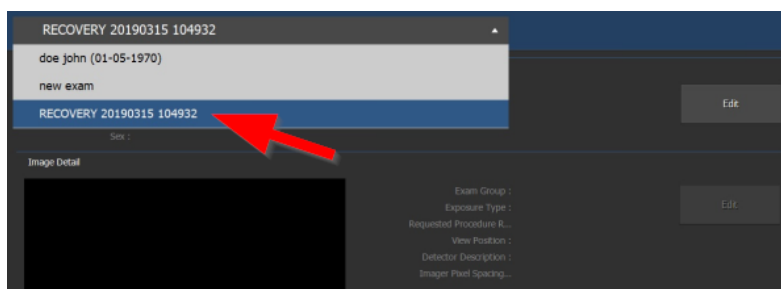 RECOVERY 20190315 104932
doe john (01-05-1970)
new exam
RECOVERY 20190315 104932
Edit
Sex :
Image Detail
Exam Group :
Edit
Exposure Type :
Requested Procedure R...
View Position :
Detector Description :
Imager Pixel Spacing...